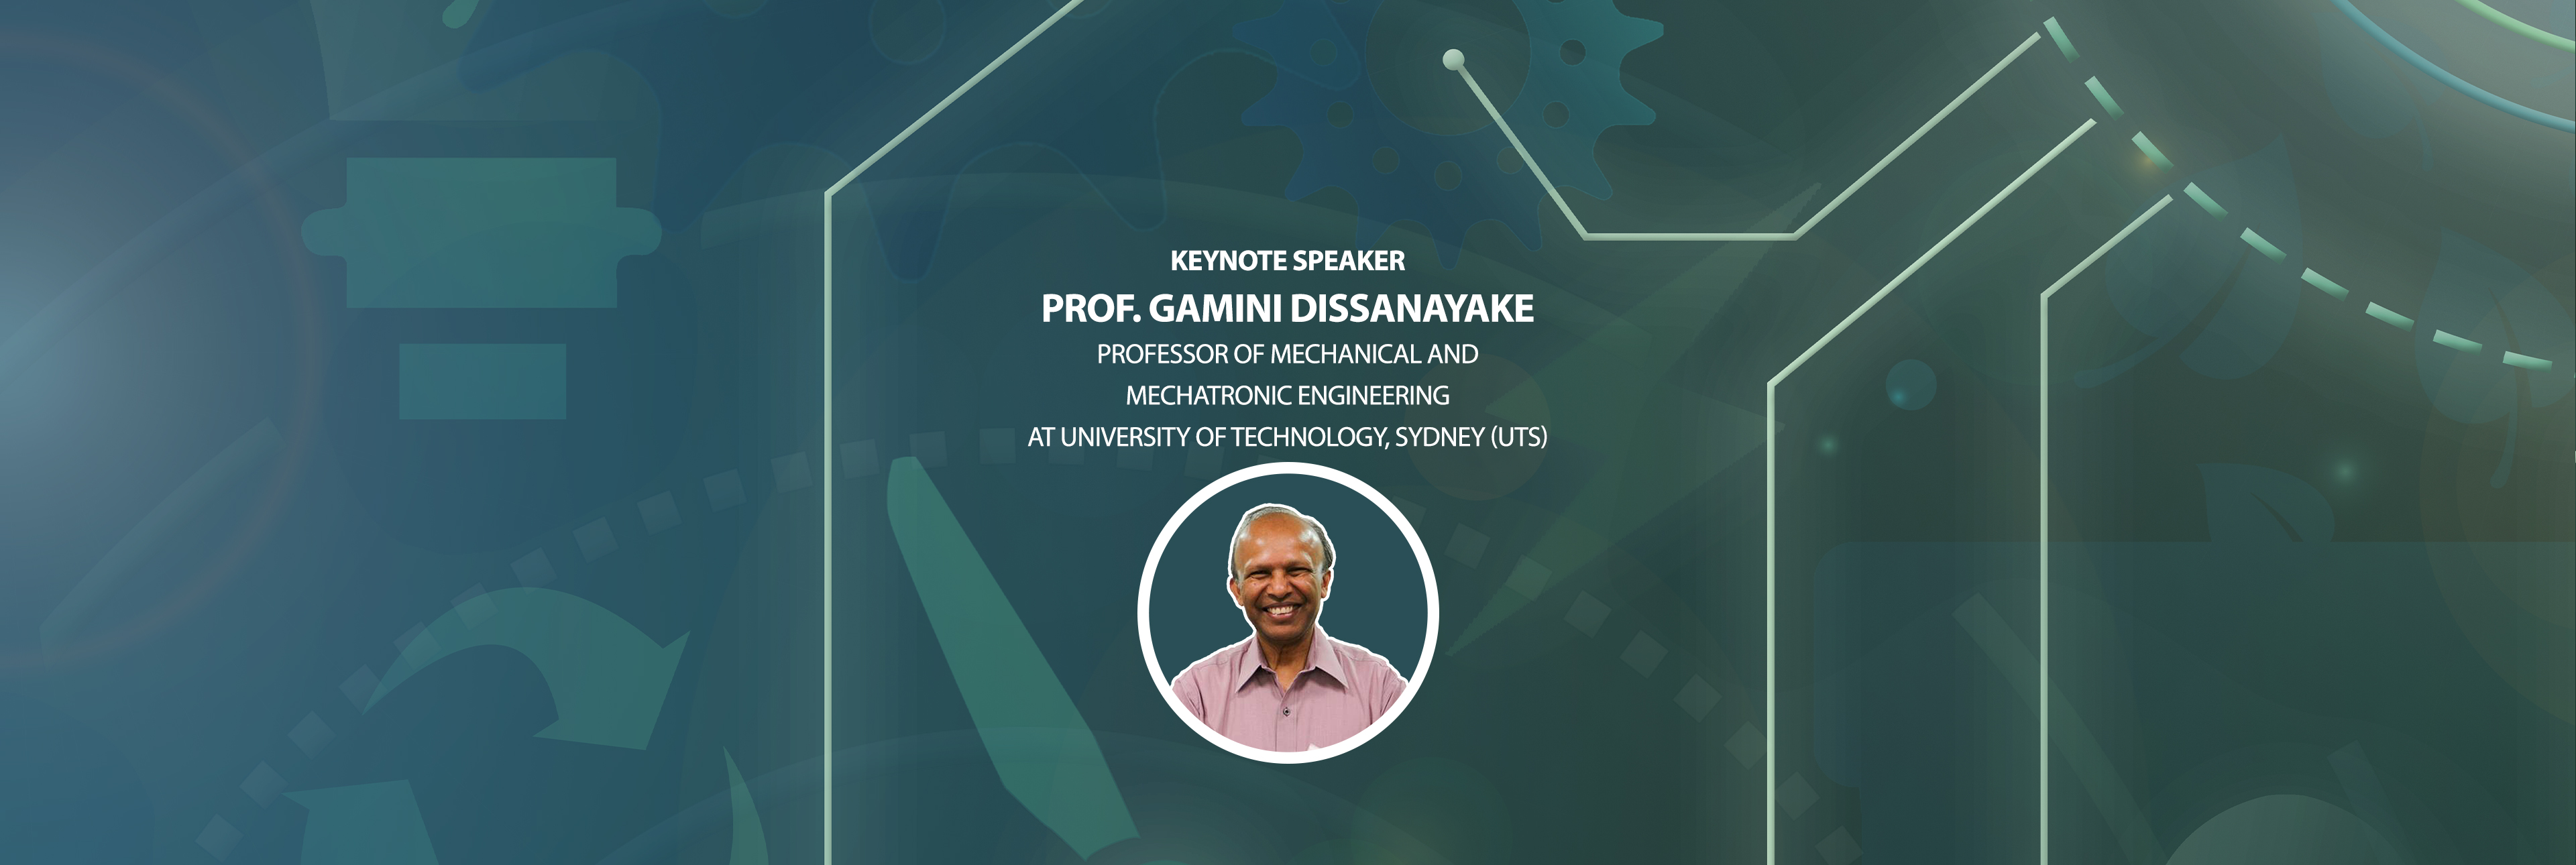 KEYNOTE SPEAKER
PROF. GAMINI DISSANAYAKE
PROFESSOR OF MECHANICAL AND
MECHATRONIC ENGINEERING
AT UNIVERSITY OF TECHNOLOGY, SYDNEY (UTS)